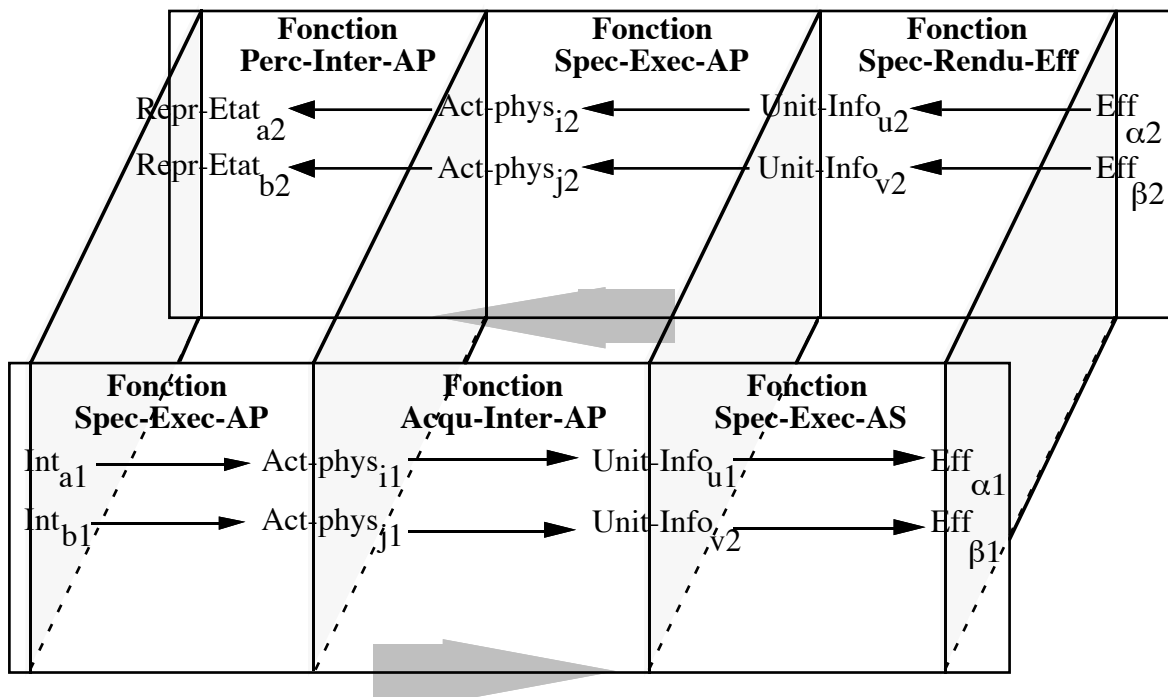 Fonction Fonction Fonction
Perc-Inter-AP Spec-Exec-AP Spec-Rendu-Eff
Repr-Etat a2 Act-phys i2 Unit-Info u2 Eff α2
Repr-Etat b2 Act-phys j2 Unit-Info v2 Eff β2
Fonction Fonction Fonction
Spec-Exec-AP Acqu-Inter-AP Spec-Exec-AS
Int a1 Act-phys i1 Unit-Info u1 Eff α1
Int b1 Act-phys j1 Unit-Info v2 Eff β1